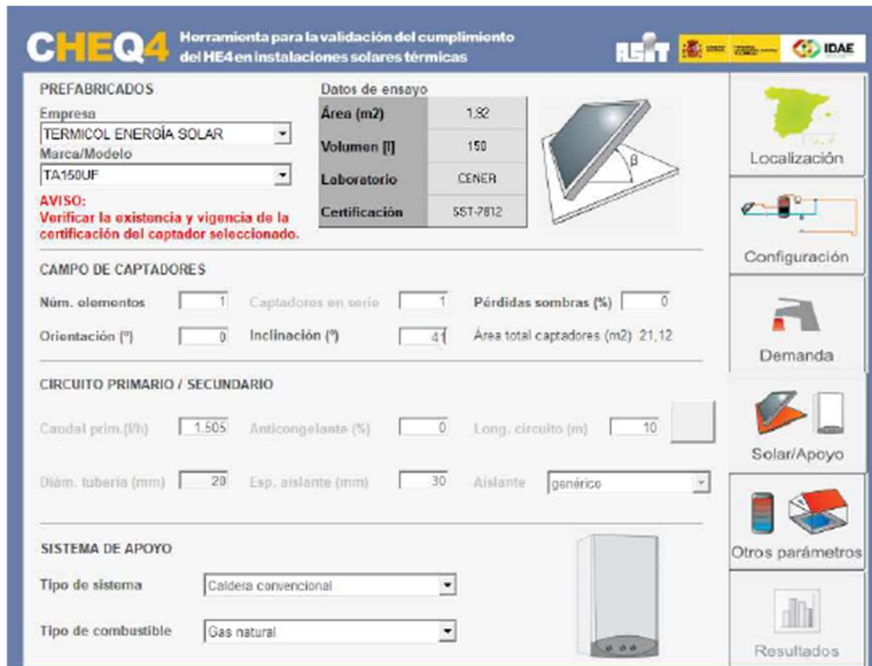 CHEQ4 Herramienta para la validación del cumplimiento
del HE4 en instalaciones solares térmicas
ASIT
IDAE
PREFABRICADOS
Datos de ensayo
Empresa
TERMICOL ENERGÍA SOLAR
Marca/Modelo
TA150UF
AVISO:
Verificar la existencia y vigencia de la
certificación del captador seleccionado.
Área (m2) 1.92
Volumen [l] 150
Laboratorio CENER
Certificación SST-7812
β
CAMPO DE CAPTADORES
Núm. elementos 1 Captadores en serie 1 Pérdidas sombras (%) 0
Orientación (º) 0 Inclinación (º) 41 Área total captadores (m2) 21,12
CIRCUITO PRIMARIO / SECUNDARIO
Caudal prim.(l/h) 1.505 Anticongelante (%) 0 Long. circuito (m) 10
Diám. tubería (mm) 20 Esp. aislante (mm) 30 Aislante genérico
SISTEMA DE APOYO
Tipo de sistema Caldera convencional
Tipo de combustible Gas natural
Localización
Configuración
Demanda
Solar/Apoyo
Otros parámetros
Resultados